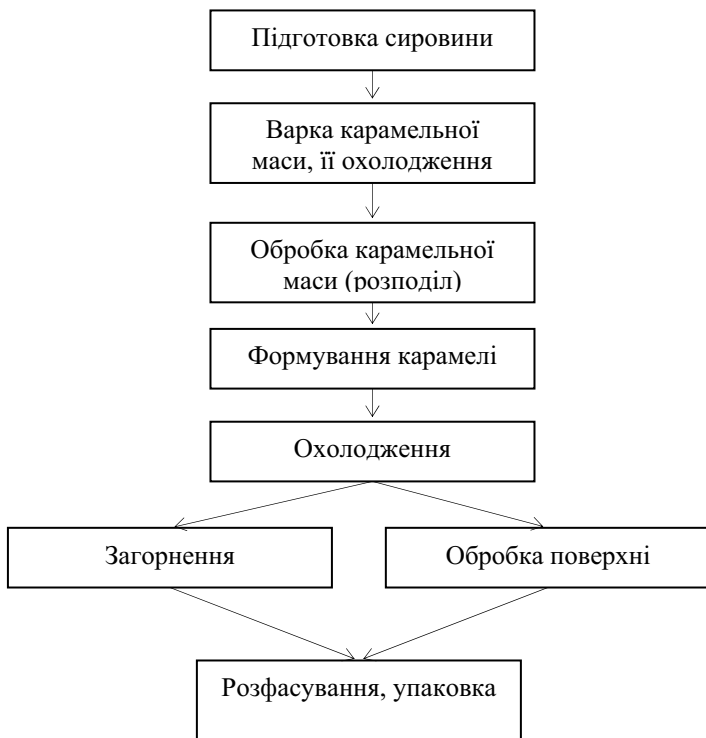 Підготовка сировини
Варка карамельної
маси, її охолодження
Обробка карамельної
маси (розподіл)
Формування карамелі
Охолодження
Загорнення
Обробка поверхні
Розфасування, упаковка